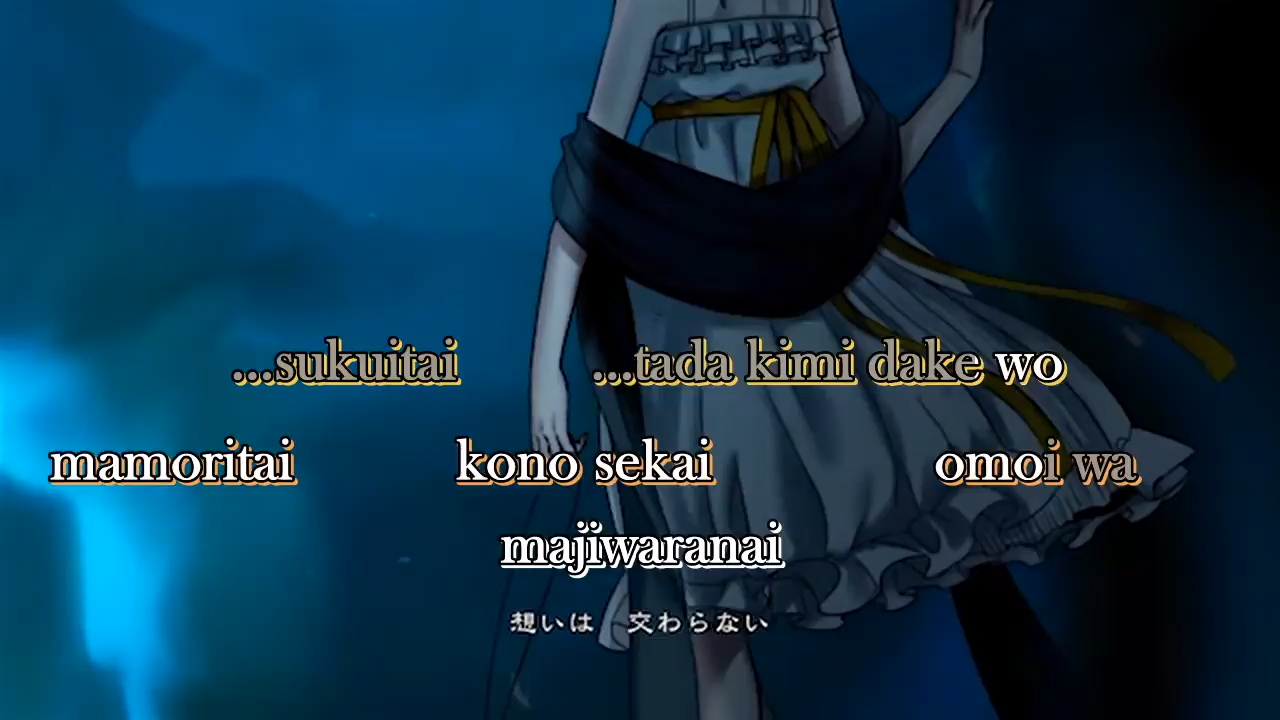 ...sukuitai ...tada kimi dake wo
mamoritai kono sekai omoi wa
majiwaranai
想いは 交わらない